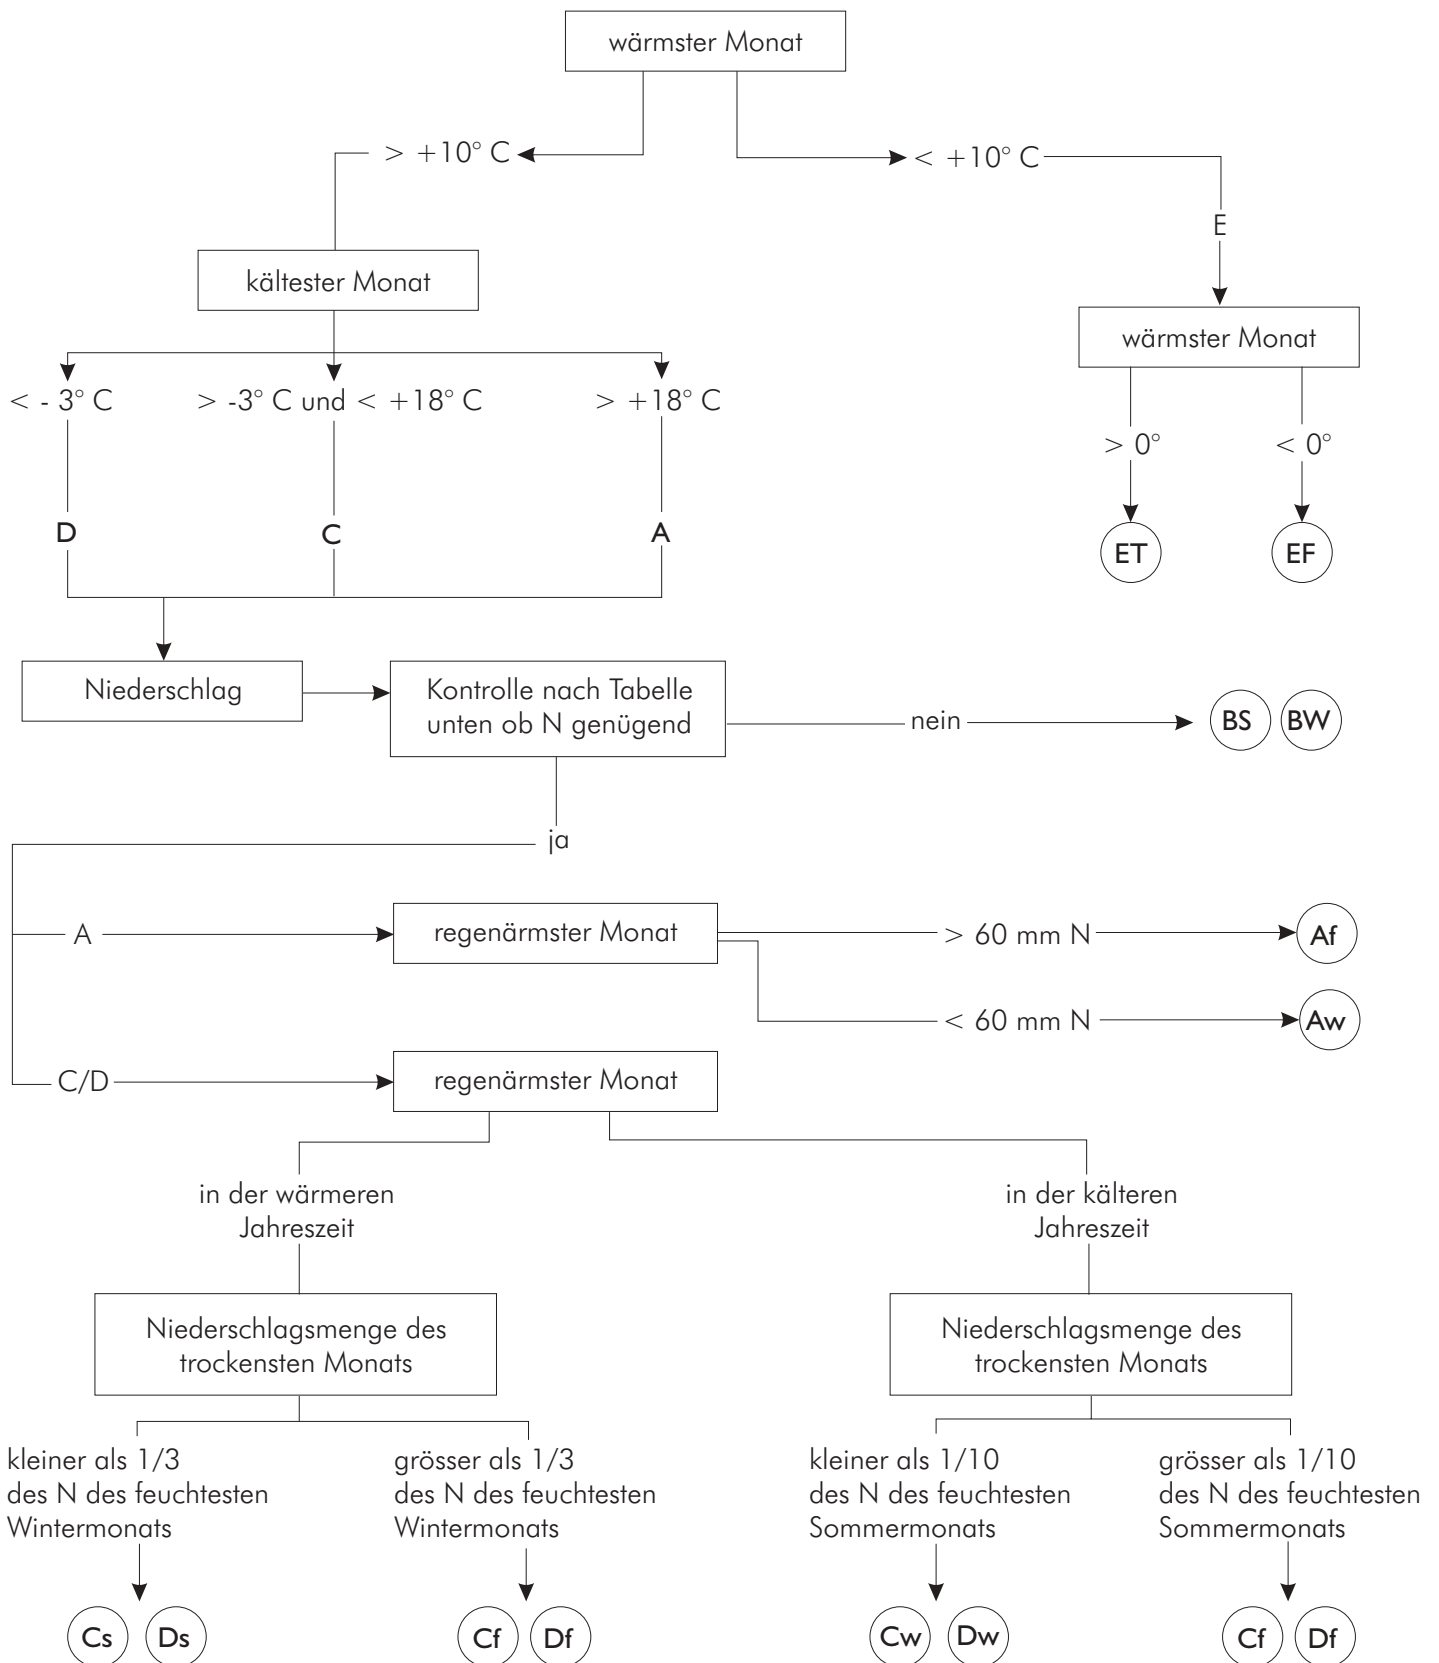 wärmster Monat
> +10° C
< +10° C
E
kältester Monat
wärmster Monat
< - 3° C
> -3° C und < +18° C
> +18° C
> 0°
< 0°
D
C
A
ET
EF
Niederschlag
Kontrolle nach Tabelle
unten ob N genügend
nein
BS
BW
ja
A
regenärmster Monat
> 60 mm N
Af
< 60 mm N
Aw
C/D
regenärmster Monat
in der wärmeren
Jahreszeit
in der kälteren
Jahreszeit
Niederschlagsmenge des
trockensten Monats
Niederschlagsmenge des
trockensten Monats
kleiner als 1/3
des N des feuchtesten
Wintermonats
grösser als 1/3
des N des feuchtesten
Wintermonats
kleiner als 1/10
des N des feuchtesten
Sommermonats
grösser als 1/10
des N des feuchtesten
Sommermonats
Cs
Ds
Cf
Df
Cw
Dw
Cf
Df